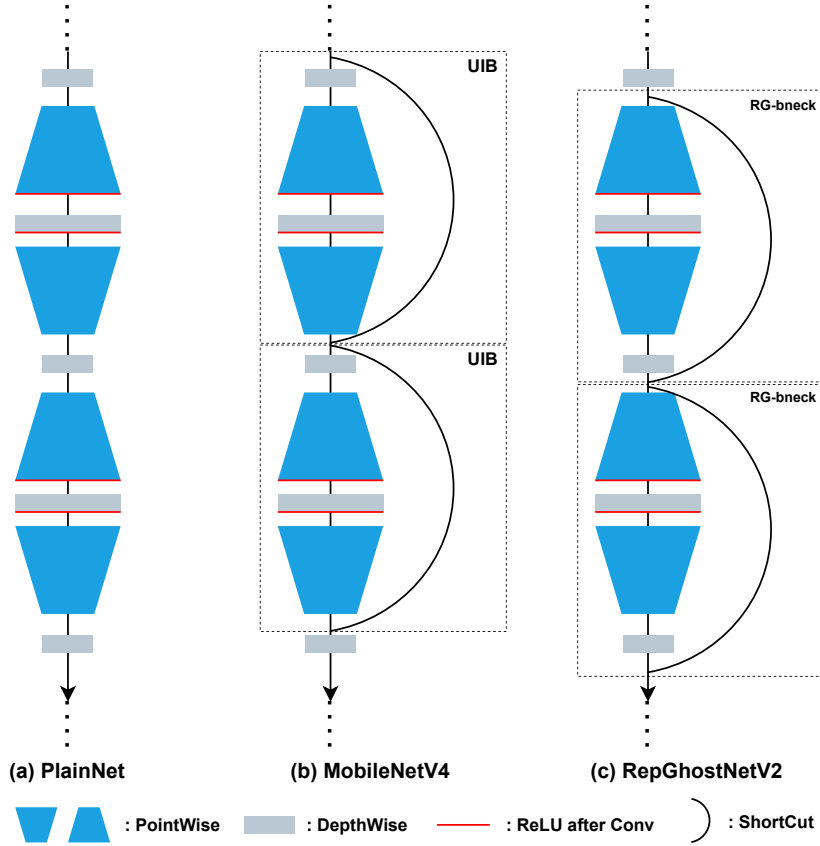 UIB
RG-bneck
UIB
RG-bneck
(a) PlainNet
(b) MobileNetV4
(c) RepGhostNetV2
: PointWise
: DepthWise
: ReLU after Conv
: ShortCut